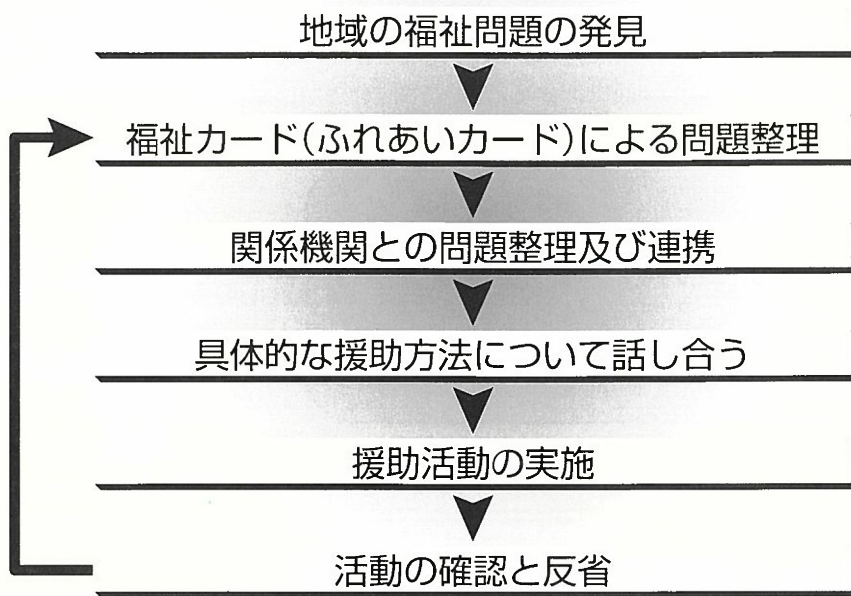 地域の福祉問題の発見
福祉カード(ふれあいカード)による問題整理
関係機関との問題整理及び連携
具体的な援助方法について話し合う
援助活動の実施
活動の確認と反省